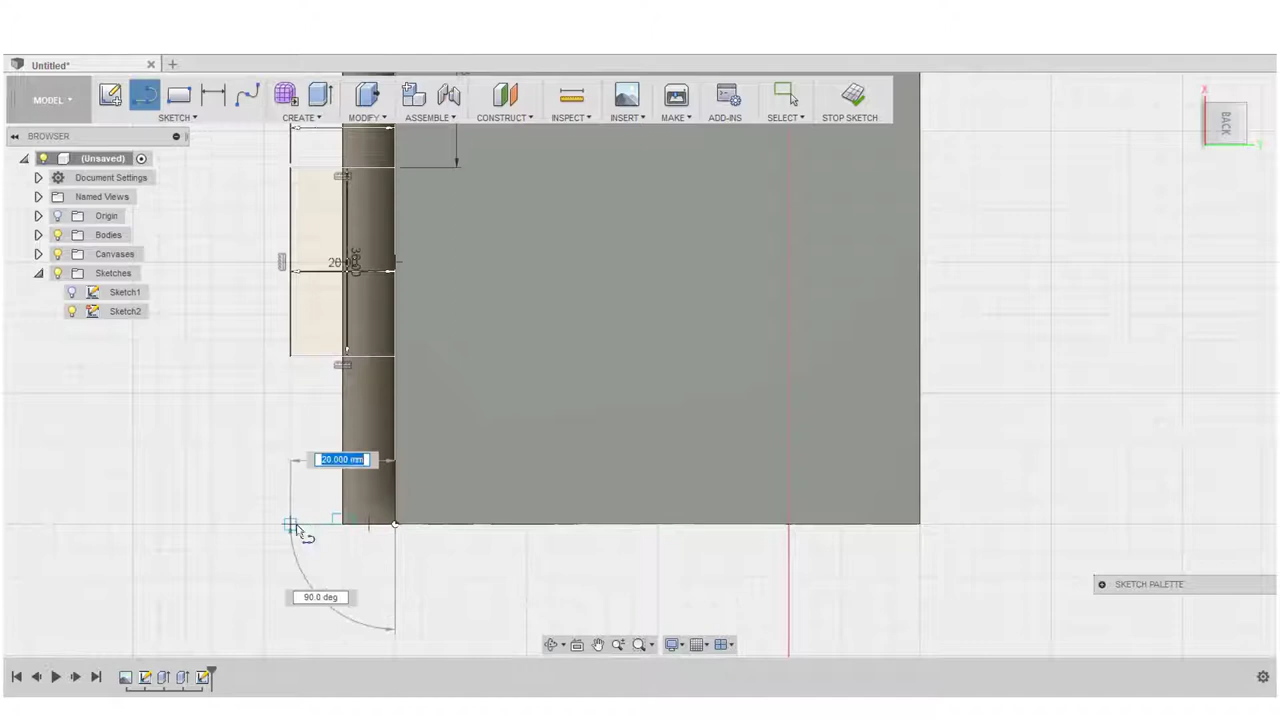 Untitled*
MODEL
SKETCH
CREATE
MODIFY
ASSEMBLE
CONSTRUCT
INSPECT
INSERT
MAKE
ADD-INS
SELECT
STOP SKETCH
BACK
X
BROWSER
(Unsaved)
Document Settings
Named Views
Origin
Bodies
Canvases
Sketches
Sketch1
Sketch2
20
20.000 mm
90.0 deg
SKETCH PALETTE